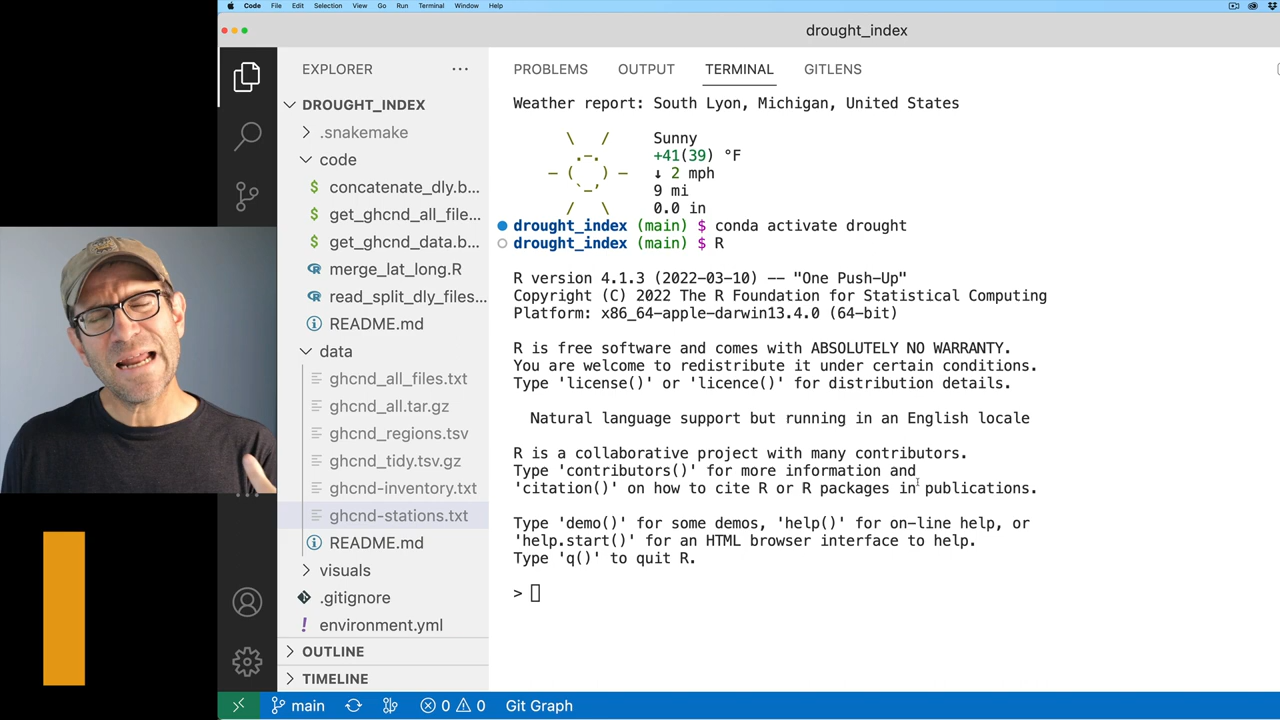 Code File Edit Selection View Go Run Terminal Window Help
drought_index
EXPLORER
DROUGHT_INDEX
.snakemake
code
$ concatenate_dly.b...
$ get_ghcnd_all_file...
$ get_ghcnd_data.b...
merge_lat_long.R
read_split_dly_files...
README.md
data
ghcnd_all_files.txt
ghcnd_all.tar.gz
ghcnd_regions.tsv
ghcnd_tidy.tsv.gz
ghcnd-inventory.txt
ghcnd-stations.txt
README.md
visuals
.gitignore
! environment.yml
OUTLINE
TIMELINE
PROBLEMS OUTPUT TERMINAL GITLENS
Weather report: South Lyon, Michigan, United States
Sunny
+41(39) °F
↓ 2 mph
9 mi
0.0 in
drought_index (main) $ conda activate drought
drought_index (main) $ R
R version 4.1.3 (2022-03-10) -- "One Push-Up"
Copyright (C) 2022 The R Foundation for Statistical Computing
Platform: x86_64-apple-darwin13.4.0 (64-bit)
R is free software and comes with ABSOLUTELY NO WARRANTY.
You are welcome to redistribute it under certain conditions.
Type 'license()' or 'licence()' for distribution details.
Natural language support but running in an English locale
R is a collaborative project with many contributors.
Type 'contributors()' for more information and
'citation()' on how to cite R or R packages in publications.
Type 'demo()' for some demos, 'help()' for on-line help, or
'help.start()' for an HTML browser interface to help.
Type 'q()' to quit R.
>
main 0 0 Git Graph